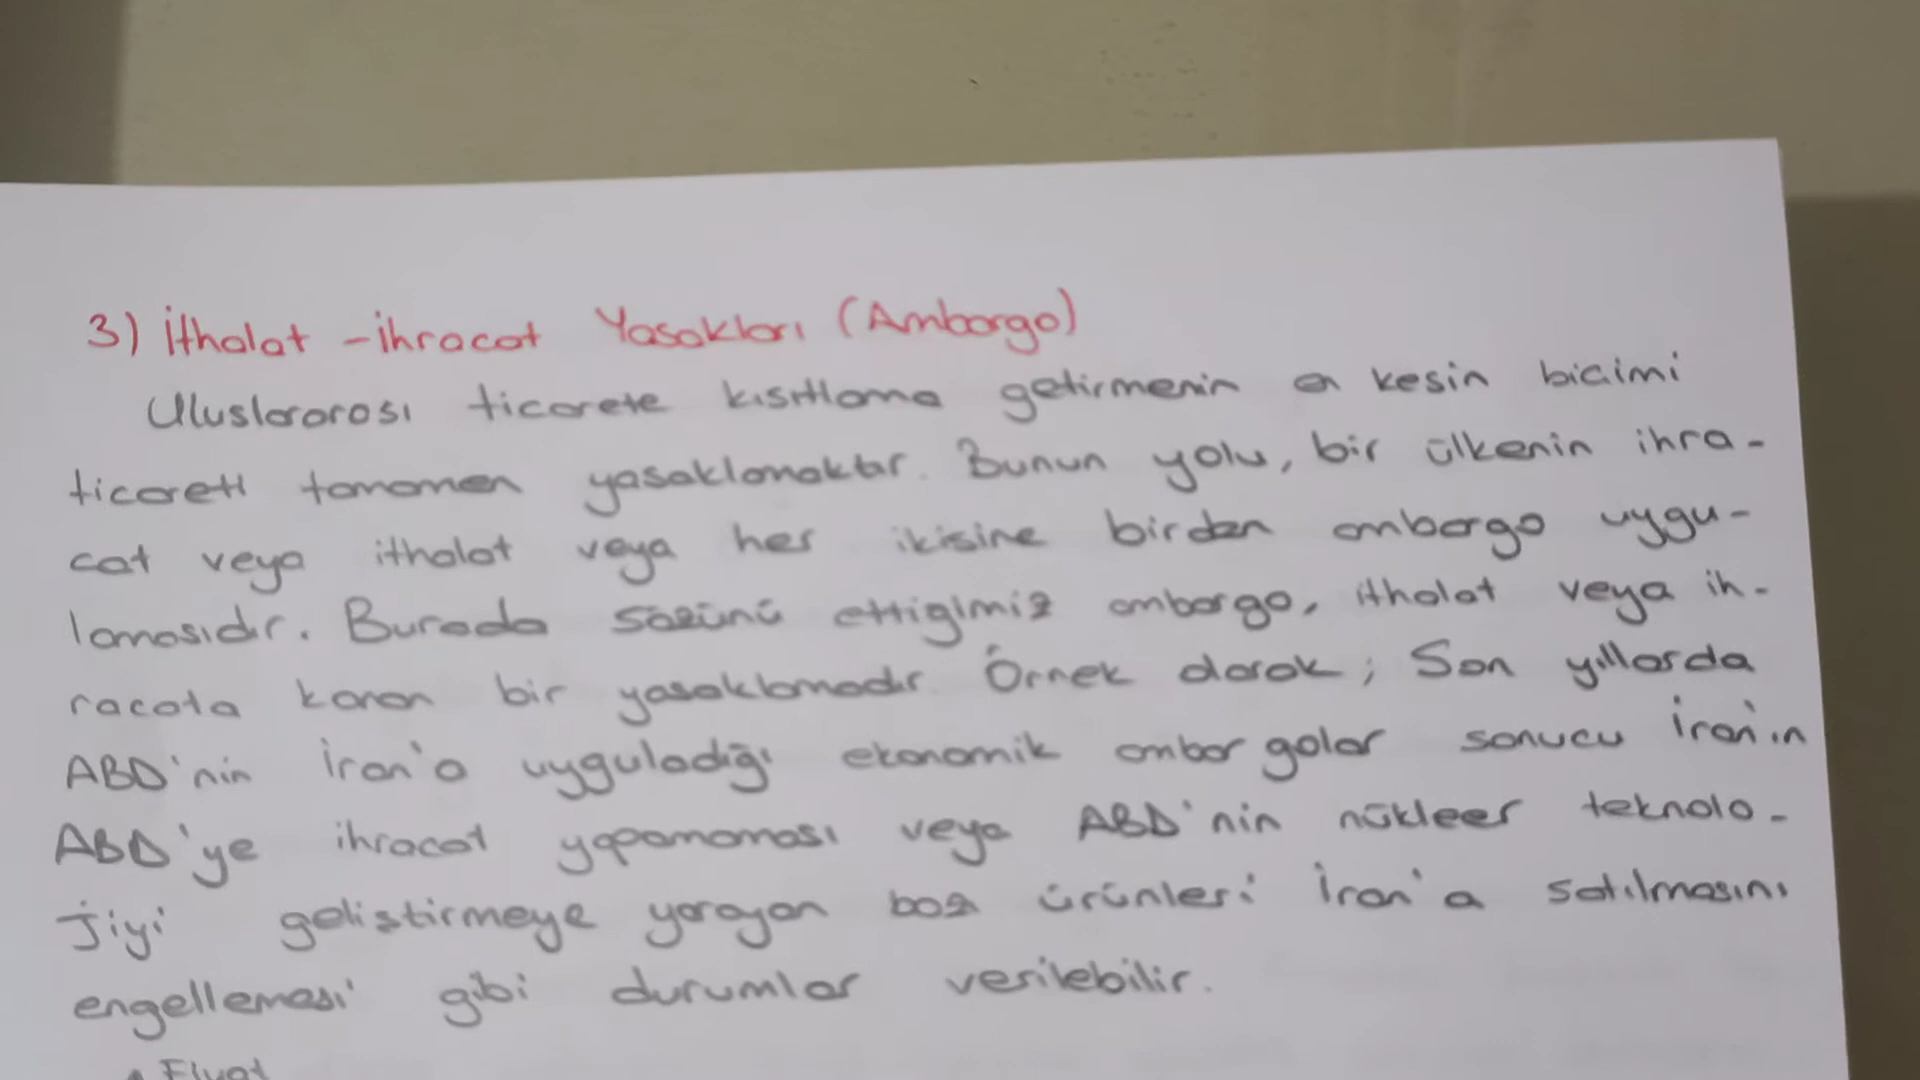 3) İthalat -ihracat Yasakları (Ambargo)
Uluslararası ticarete kısıtlama getirmenin en kesin biçimi
ticareti tamamen yasaklamaktır. Bunun yolu, bir ülkenin ihra-
cat veya ithalat veya her ikisine birden ambargo uygu-
lamasıdır. Burada sözünü ettiğimiz ambargo, ithalat veya ih-
racata konan bir yasaklamadır. Örnek olarak; Son yıllarda
ABD'nin İran'a uyguladığı ekonomik ambargolar sonucu İran'ın
ABD'ye ihracat yapamaması veya ABD'nin nükleer teknolo-
jiyi geliştirmeye yarayan bazı ürünleri İran'a satılmasını
engellemesi gibi durumlar verilebilir.
Fiyat